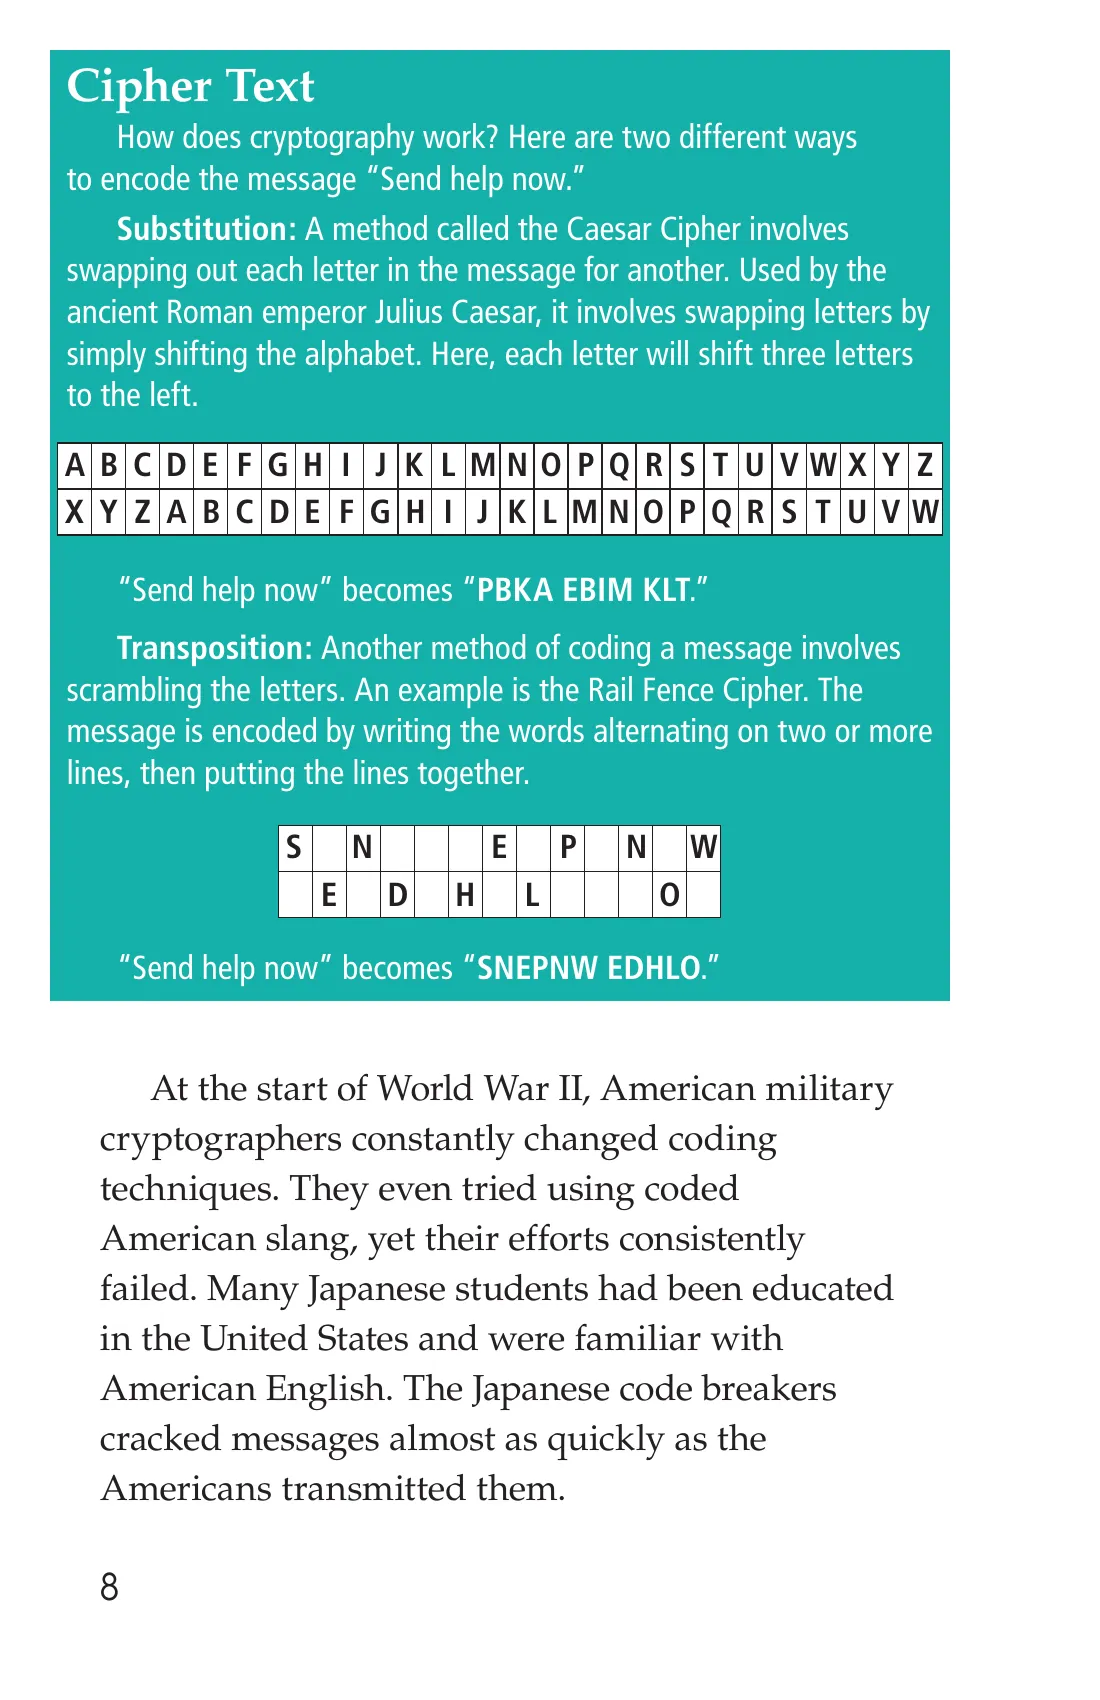 Cipher Text
How does cryptography work? Here are two different ways
to encode the message “Send help now.”
Substitution: A method called the Caesar Cipher involves
swapping out each letter in the message for another. Used by the
ancient Roman emperor Julius Caesar, it involves swapping letters by
simply shifting the alphabet. Here, each letter will shift three letters
to the left.
A B C D E F G H I J K L M N O P Q R S T U V W X Y Z
X Y Z A B C D E F G H I J K L M N O P Q R S T U V W
“Send help now” becomes “PBKA EBIM KLT.”
Transposition: Another method of coding a message involves
scrambling the letters. An example is the Rail Fence Cipher. The
message is encoded by writing the words alternating on two or more
lines, then putting the lines together.
S N E P N W
E D H L O
“Send help now” becomes “SNEPNW EDHLO.”
At the start of World War II, American military
cryptographers constantly changed coding
techniques. They even tried using coded
American slang, yet their efforts consistently
failed. Many Japanese students had been educated
in the United States and were familiar with
American English. The Japanese code breakers
cracked messages almost as quickly as the
Americans transmitted them.
8